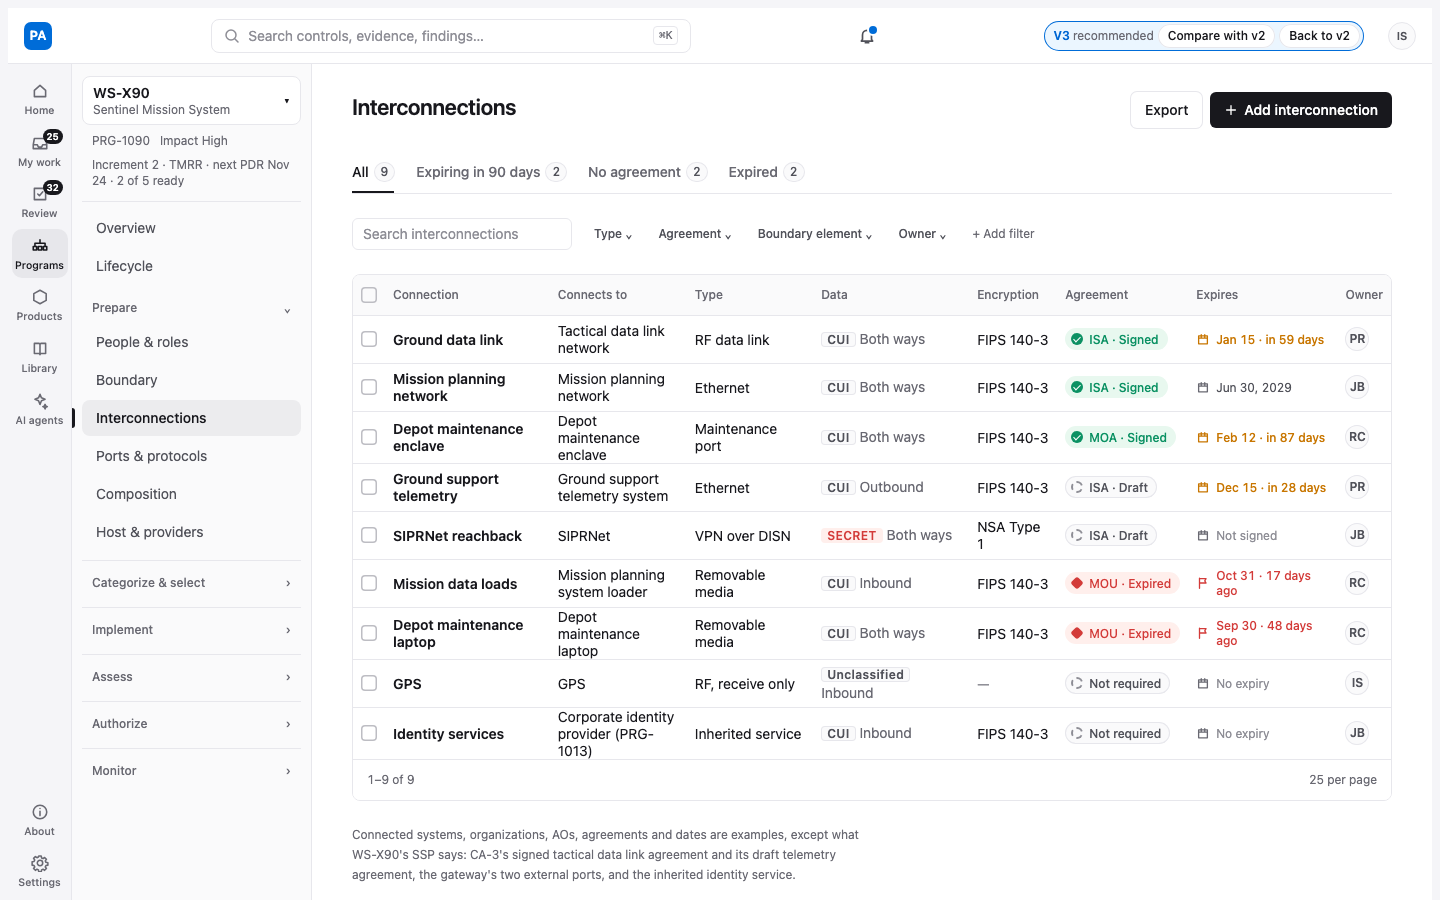 PA
Search controls, evidence, findings...
⌘K
V3 recommended
Compare with v2
Back to v2
IS
Home
25
My work
32
Review
Programs
Products
Library
AI agents
About
Settings
WS-X90
Sentinel Mission System
PRG-1090 Impact High
Increment 2 · TMRR · next PDR Nov
24 · 2 of 5 ready
Overview
Lifecycle
Prepare
People & roles
Boundary
Interconnections
Ports & protocols
Composition
Host & providers
Categorize & select
Implement
Assess
Authorize
Monitor
Interconnections
Export
+ Add interconnection
All 9
Expiring in 90 days 2
No agreement 2
Expired 2
Search interconnections
Type
Agreement
Boundary element
Owner
+ Add filter
Connection Connects to Type Data Encryption Agreement Expires Owner
Ground data link
Tactical data link
network
RF data link
CUI Both ways
FIPS 140-3
ISA · Signed
Jan 15 · in 59 days
PR
Mission planning
network
Mission planning
network
Ethernet
CUI Both ways
FIPS 140-3
ISA · Signed
Jun 30, 2029
JB
Depot maintenance
enclave
Depot
maintenance
enclave
Maintenance
port
CUI Both ways
FIPS 140-3
MOA · Signed
Feb 12 · in 87 days
RC
Ground support
telemetry
Ground support
telemetry system
Ethernet
CUI Outbound
FIPS 140-3
ISA · Draft
Dec 15 · in 28 days
PR
SIPRNet reachback
SIPRNet
VPN over DISN
SECRET Both ways
NSA Type
1
ISA · Draft
Not signed
JB
Mission data loads
Mission planning
system loader
Removable
media
CUI Inbound
FIPS 140-3
MOU · Expired
Oct 31 · 17 days
ago
RC
Depot maintenance
laptop
Depot
maintenance
laptop
Removable
media
CUI Both ways
FIPS 140-3
MOU · Expired
Sep 30 · 48 days
ago
RC
GPS
GPS
RF, receive only
Unclassified
Inbound
—
Not required
No expiry
IS
Identity services
Corporate identity
provider (PRG-
1013)
Inherited service
CUI Inbound
FIPS 140-3
Not required
No expiry
JB
1–9 of 9
25 per page
Connected systems, organizations, AOs, agreements and dates are examples, except what
WS-X90's SSP says: CA-3's signed tactical data link agreement and its draft telemetry
agreement, the gateway's two external ports, and the inherited identity service.